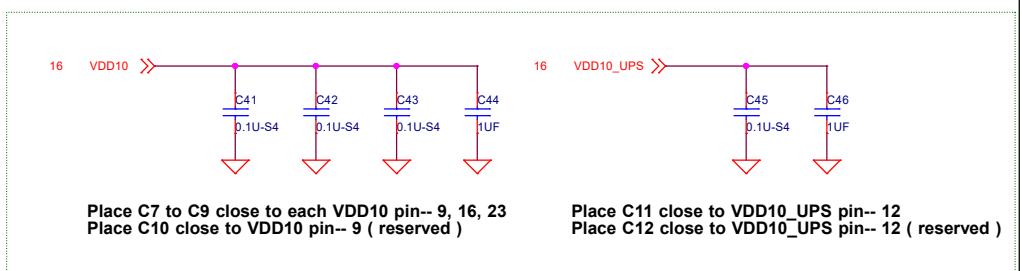 16 VDD10
16 VDD10_UPS
C41 C42 C43 C44
C45 C46
0.1U-S4 0.1U-S4 0.1U-S4 1UF
0.1U-S4 1UF
Place C7 to C9 close to each VDD10 pin-- 9, 16, 23
Place C10 close to VDD10 pin-- 9 ( reserved )
Place C11 close to VDD10_UPS pin-- 12
Place C12 close to VDD10_UPS pin-- 12 ( reserved )